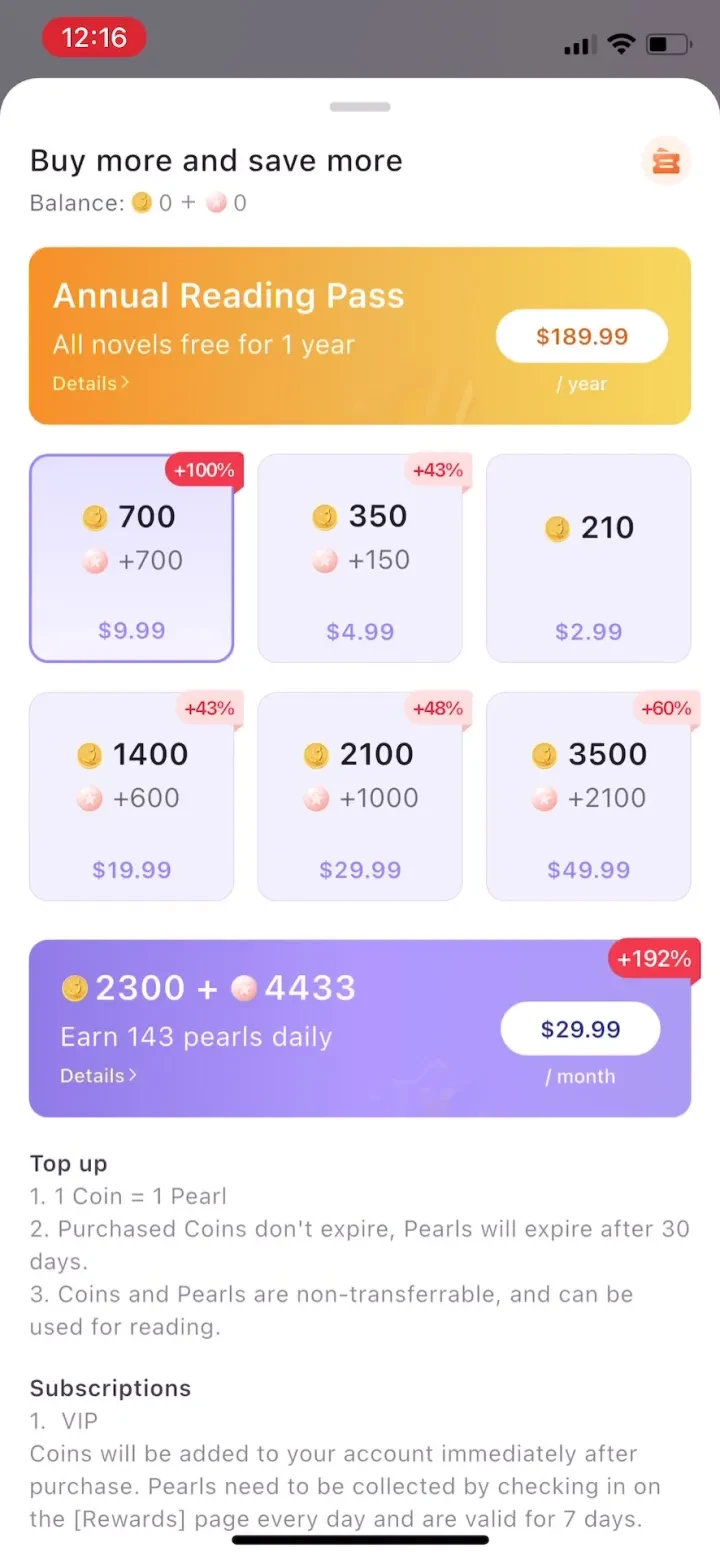 12:16
Buy more and save more
Balance: 0 + 0
Annual Reading Pass
All novels free for 1 year
Details >
$189.99
/ year
+100%
700
+700
$9.99
+43%
350
+150
$4.99
210
$2.99
+43%
1400
+600
$19.99
+48%
2100
+1000
$29.99
+60%
3500
+2100
$49.99
+192%
2300 + 4433
Earn 143 pearls daily
Details >
$29.99
/ month
Top up
1. 1 Coin = 1 Pearl
2. Purchased Coins don't expire, Pearls will expire after 30
days.
3. Coins and Pearls are non-transferrable, and can be
used for reading.
Subscriptions
1. VIP
Coins will be added to your account immediately after
purchase. Pearls need to be collected by checking in on
the [Rewards] page every day and are valid for 7 days.